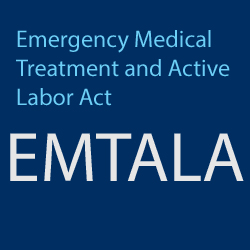 Emergency Medical
Treatment and Active
Labor Act
EMTALA